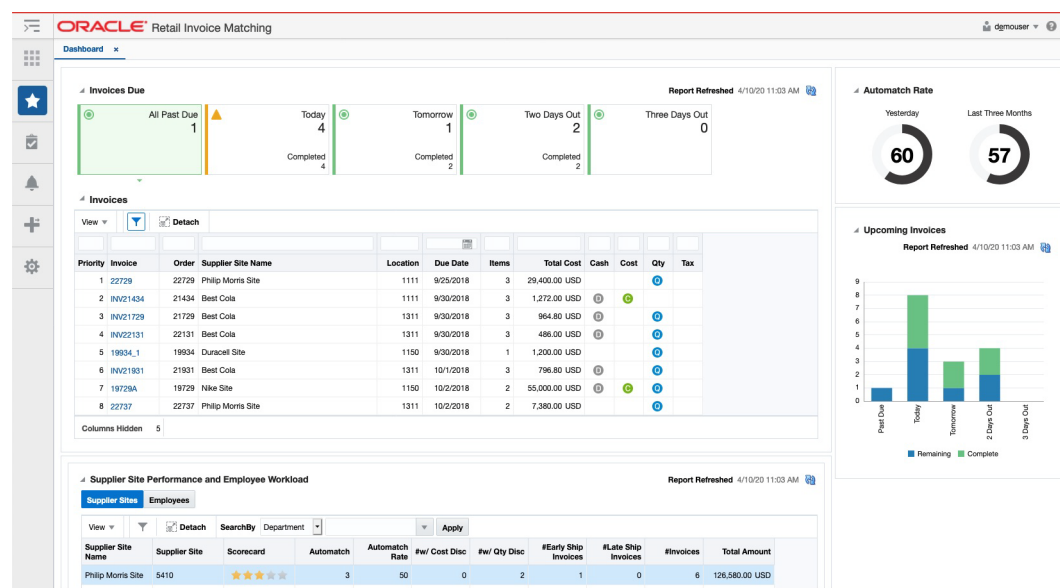 ORACLE® Retail Invoice Matching
demouser
Dashboard ×
Invoices Due
Report Refreshed 4/10/20 11:03 AM
All Past Due
1
Today
4
Completed
4
Tomorrow
1
Completed
2
Two Days Out
2
Completed
2
Three Days Out
0
Invoices
View Detach
Priority Invoice Order Supplier Site Name Location Due Date Items Total Cost Cash Cost Qty Tax
1 22729 22729 Philip Morris Site 1111 9/25/2018 3 29,400.00 USD Q
2 INV21434 21434 Best Cola 1111 9/30/2018 3 1,272.00 USD D C
3 INV21729 21729 Best Cola 1311 9/30/2018 3 964.80 USD D Q
4 INV22131 22131 Best Cola 1311 9/30/2018 3 486.00 USD D Q
5 19934_1 19934 Duracell Site 1150 9/30/2018 1 1,200.00 USD Q
6 INV21931 21931 Best Cola 1311 10/1/2018 3 796.80 USD D Q
7 19729A 19729 Nike Site 1150 10/2/2018 2 55,000.00 USD D C Q
8 22737 22737 Philip Morris Site 1311 10/2/2018 2 7,380.00 USD Q
Columns Hidden 5
Supplier Site Performance and Employee Workload
Report Refreshed 4/10/20 11:03 AM
Supplier Sites Employees
View Detach SearchBy Department Apply
Supplier Site Name Supplier Site Scorecard Automatch Automatch Rate #w/ Cost Disc #w/ Qty Disc #Early Ship Invoices #Late Ship Invoices #Invoices Total Amount
Philip Morris Site 5410 3 50 0 2 1 0 6 126,580.00 USD
Automatch Rate
Yesterday Last Three Months
60 57
Upcoming Invoices
Report Refreshed 4/10/20 11:03 AM
9
8
7
6
5
4
3
2
1
0
Past Due Today Tomorrow 2 Days Out 3 Days Out
Remaining Complete